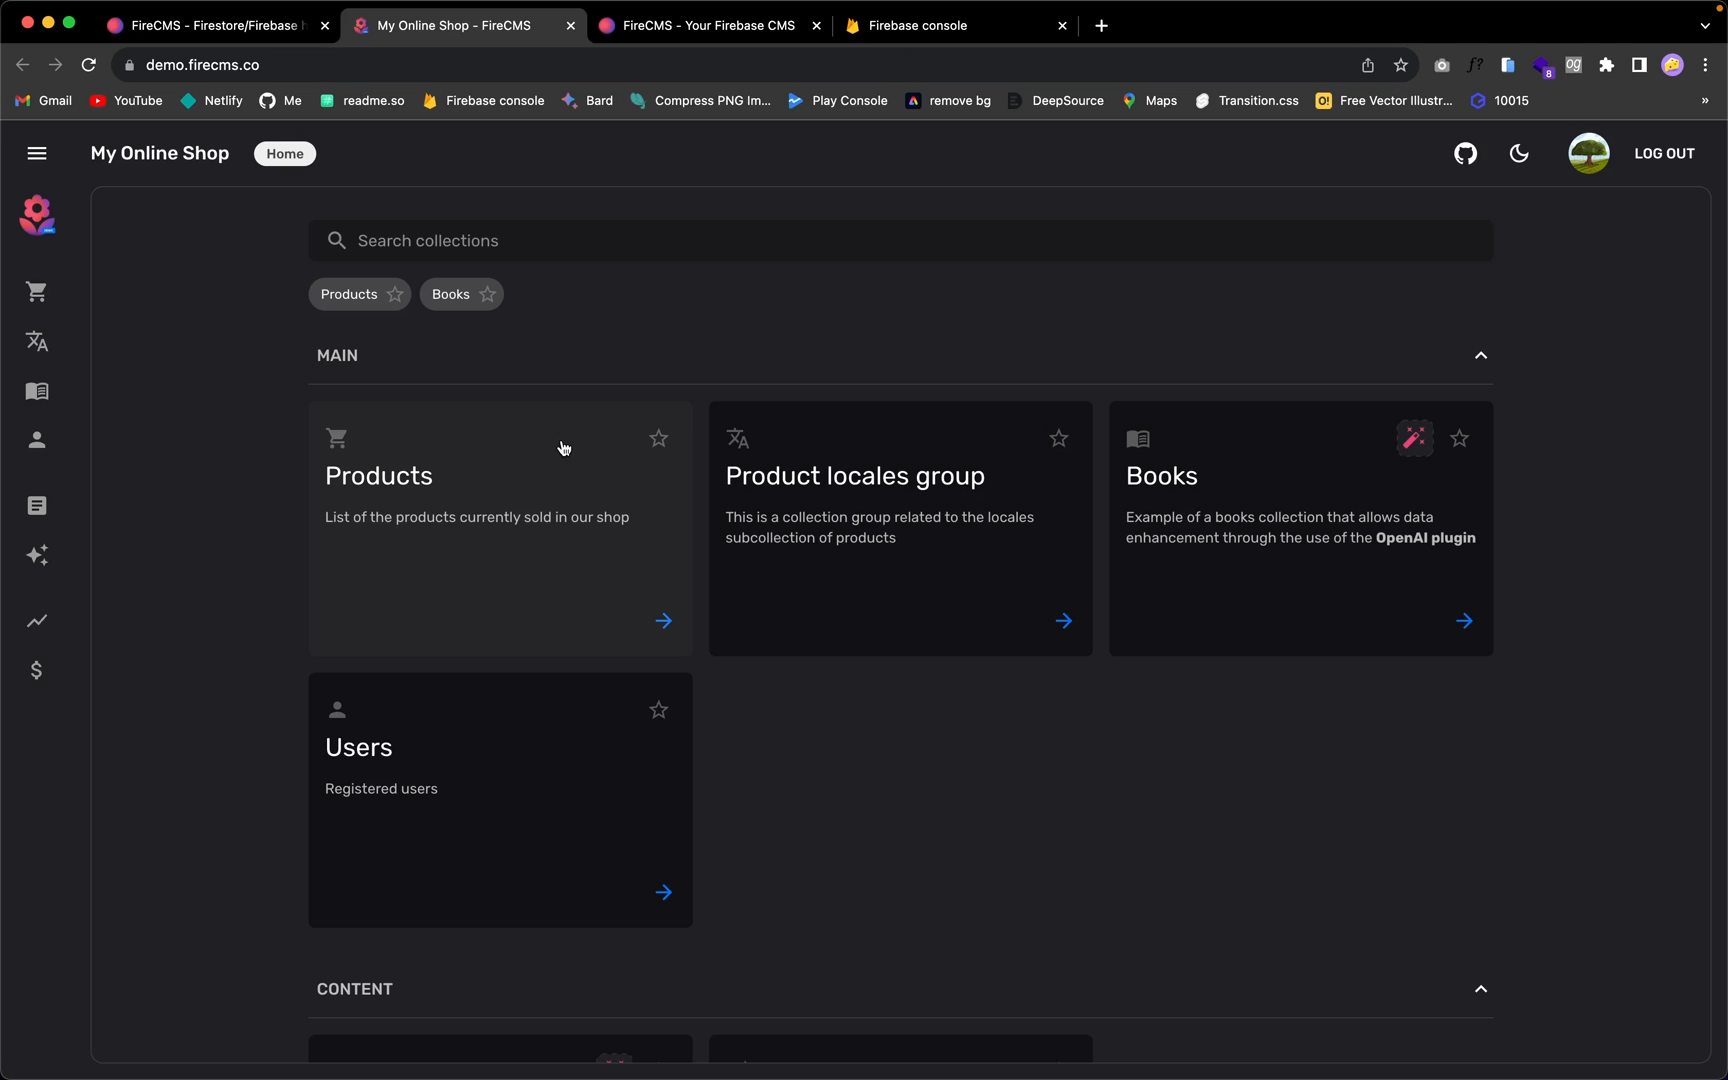 FireCMS - Firestore/Firebase h
My Online Shop - FireCMS
FireCMS - Your Firebase CMS
Firebase console
demo.firecms.co
f?
8
og
Gmail
YouTube
Netlify
Me
readme.so
Firebase console
Bard
Compress PNG Im...
Play Console
remove bg
DeepSource
Maps
Transition.css
O!
Free Vector Illustr...
10015
»
My Online Shop
Home
LOG OUT
Search collections
Products
Books
MAIN
Products
List of the products currently sold in our shop
Product locales group
This is a collection group related to the locales
subcollection of products
Books
Example of a books collection that allows data
enhancement through the use of the OpenAI plugin
Users
Registered users
CONTENT